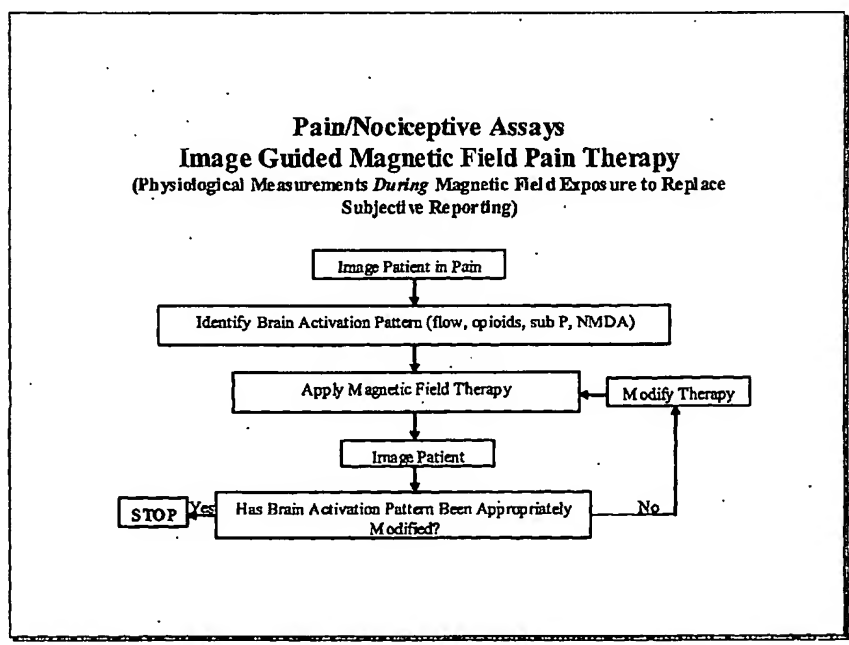 Pain/Nociceptive Assays
Image Guided Magnetic Field Pain Therapy
(Physiological Measurements During Magnetic Field Exposure to Replace
Subjective Reporting)
Image Patient in Pain
Identify Brain Activation Pattern (flow, opioids, sub P, NMDA)
Apply Magnetic Field Therapy
Modify Therapy
Image Patient
STOP
Yes
Has Brain Activation Pattern Been Appropriately
Modified?
No